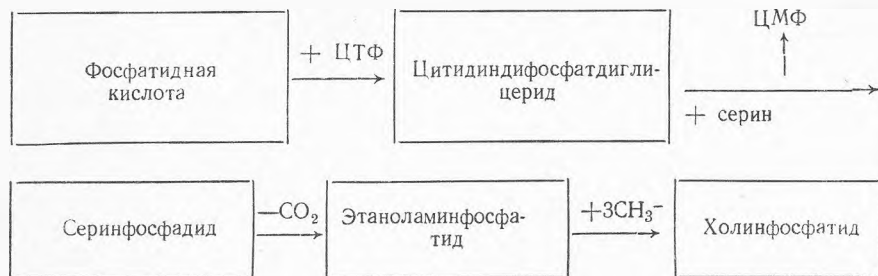 ЦМФ
+ ЦТФ
Фосфатидная
кислота
Цитидиндифосфатдигли-
церид
+ серин
Серинфосфадид
—CO₂
Этаноламинфосфа-
тид
+3CH₃⁻
Холинфосфатид